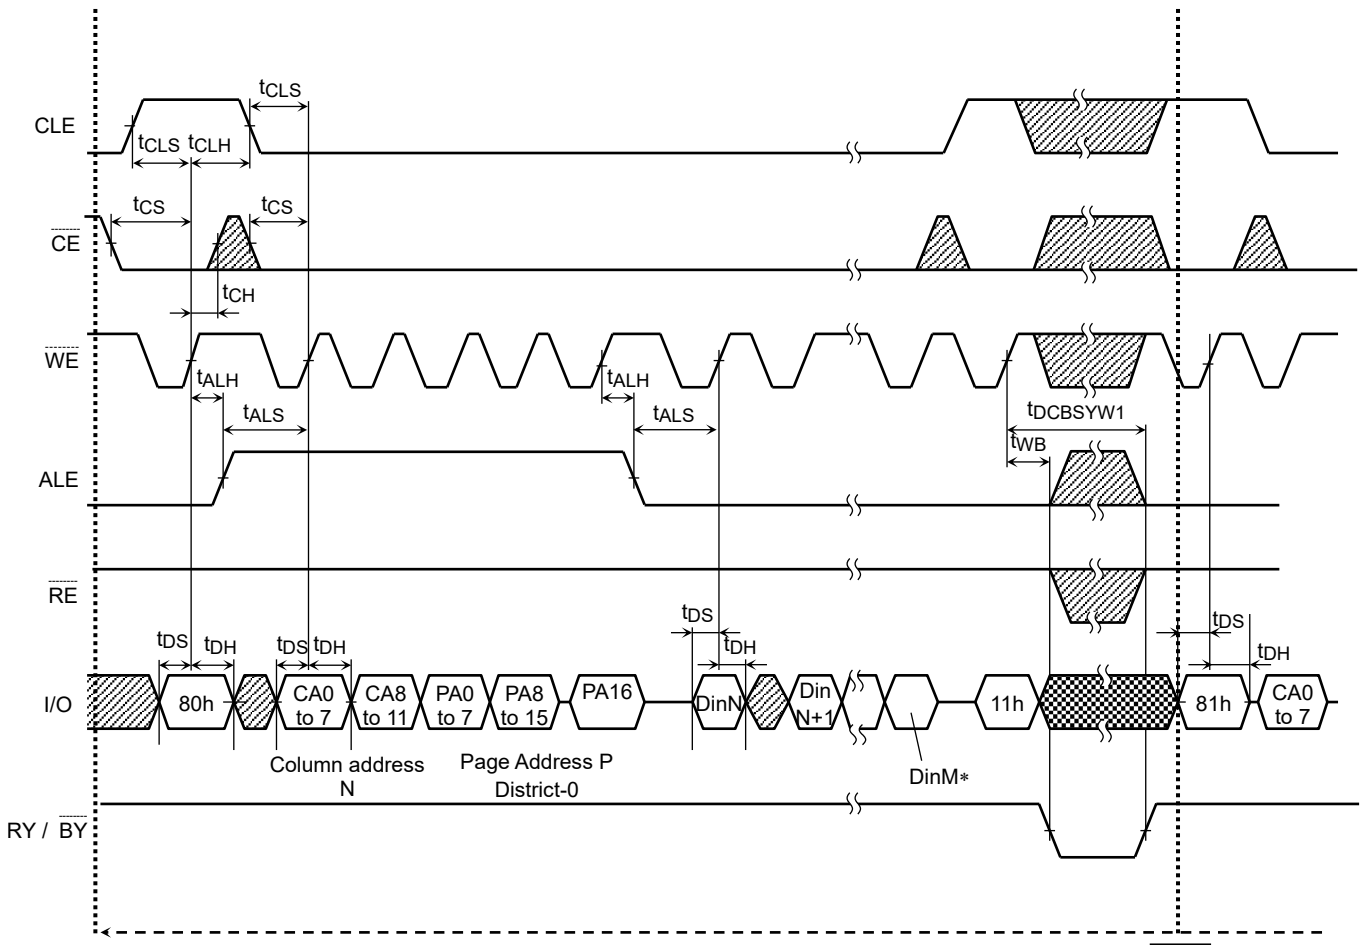 tCLS
CLE
tCLS tCLH
tCS tCS
CE
tCH
WE
tALH tALH
tALS tALS tDCBSYW1
tWB
ALE
RE
tDS tDS
tDS tDH tDS tDH tDH tDH
I/O
80h
CA0 to 7
CA8 to 11
PA0 to 7
PA8 to 15
PA16
DinN
Din N+1
11h
81h
CA0 to 7
Column address
N
Page Address P
District-0
DinM*
RY / BY